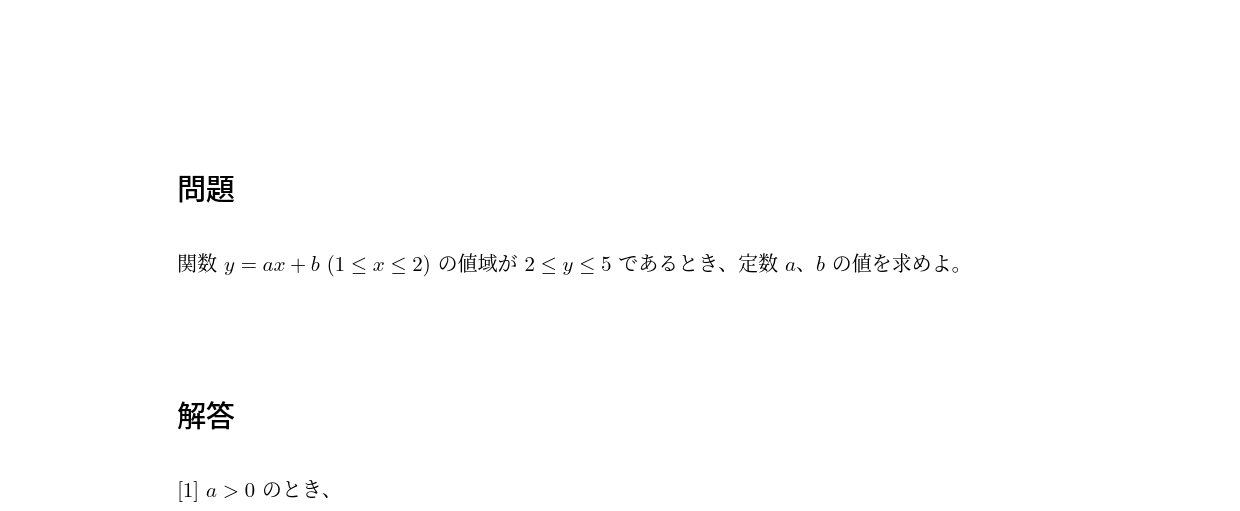 問題
関数 y = ax + b (1 ≤ x ≤ 2) の値域が 2 ≤ y ≤ 5 であるとき、定数 a、b の値を求めよ。
解答
[1] a > 0 のとき、